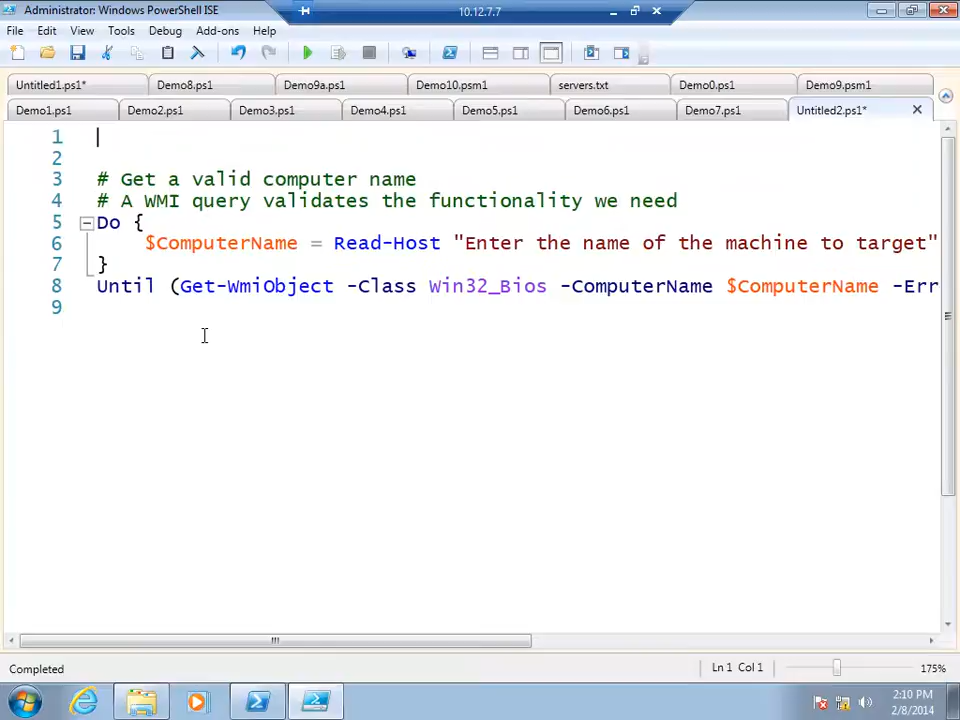 Administrator: Windows PowerShell ISE
10.12.7.7
File Edit View Tools Debug Add-ons Help
Untitled1.ps1* Demo8.ps1 Demo9a.ps1 Demo10.psm1 servers.txt Demo0.ps1 Demo9.psm1
Demo1.ps1 Demo2.ps1 Demo3.ps1 Demo4.ps1 Demo5.ps1 Demo6.ps1 Demo7.ps1 Untitled2.ps1*
1
2
3 # Get a valid computer name
4 # A WMI query validates the functionality we need
5 Do {
6 $ComputerName = Read-Host "Enter the name of the machine to target"
7 }
8 Until (Get-WmiObject -Class Win32_Bios -ComputerName $ComputerName -Err
9
Completed Ln 1 Col 1 175%
2:10 PM
2/8/2014